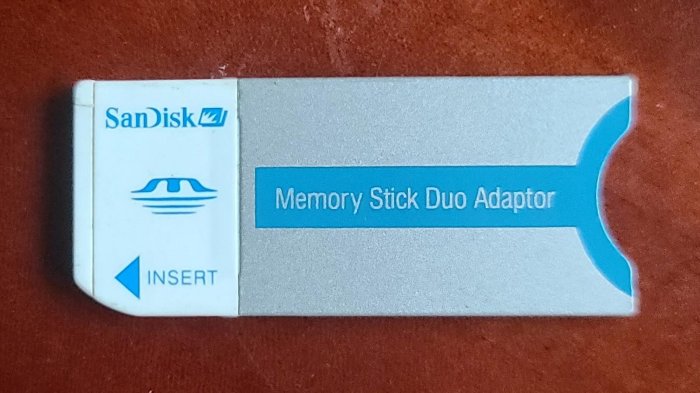 SanDisk
INSERT
Memory Stick Duo Adaptor